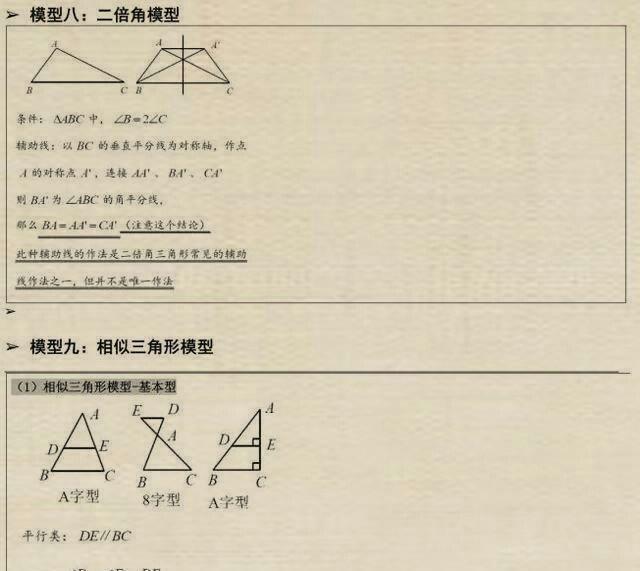 ➢ 模型八：二倍角模型
A
B
C
A
A'
B
C
条件：ΔABC 中，∠B=2∠C
辅助线：以 BC 的垂直平分线为对称轴，作点
A 的对称点 A'，连接 AA'、BA'、CA'
则 BA' 为 ∠ABC 的角平分线，
那么 BA=AA'=CA'（注意这个结论）
此种辅助线的作法是二倍角三角形常见的辅助
线作法之一，但并不是唯一作法
➢
➢ 模型九：相似三角形模型
（1）相似三角形模型-基本型
A
D E
B C
A字型
E D
A
B C
8字型
A
D E
B C
A字型
平行类：DE//BC